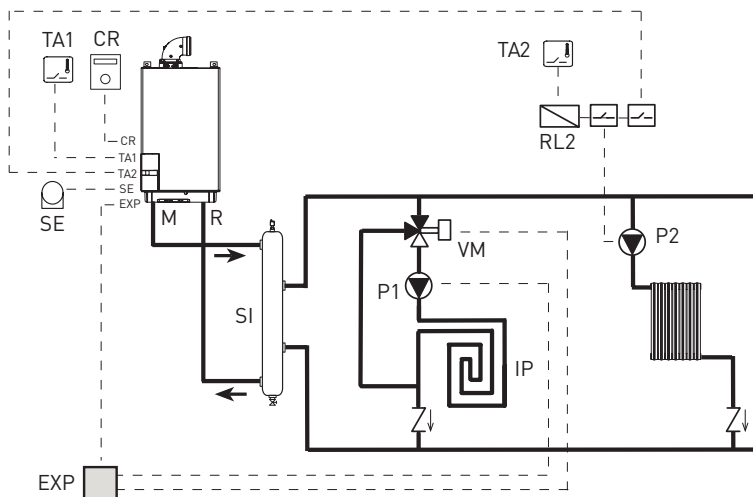 TA1 CR
TA2
RL2
CR
TA1
TA2
SE
EXP
SE
M R
VM
P2
P1
SI
IP
EXP